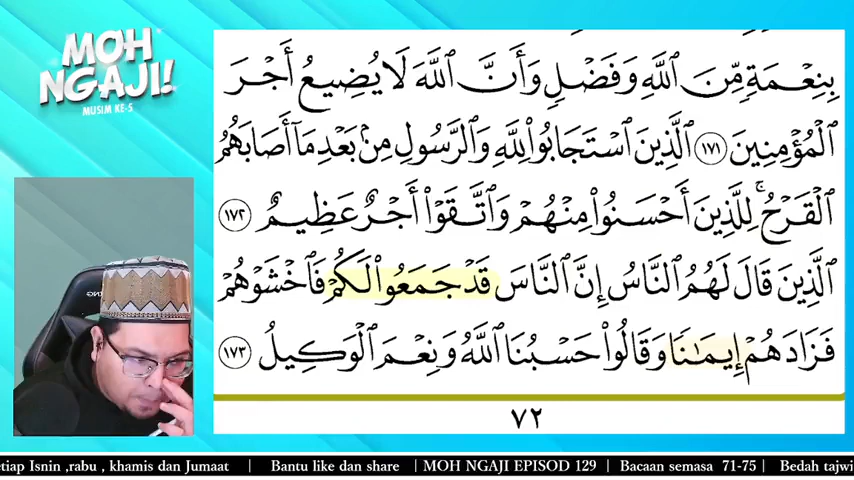 MOH
NGAJI!
MUSIM KE-5
بِنِعْمَةٍ مِّنَ ٱللَّهِ وَفَضْلٍ وَأَنَّ ٱللَّهَ لَا يُضِيعُ أَجْرَ
ٱلْمُؤْمِنِينَ ١٧١ ٱلَّذِينَ ٱسْتَجَابُوا۟ لِلَّهِ وَٱلرَّسُولِ مِنۢ بَعْدِ مَآ أَصَابَهُمُ
ٱلْقَرْحُ ۚ لِلَّذِينَ أَحْسَنُوا۟ مِنْهُمْ وَٱتَّقَوْا۟ أَجْرٌ عَظِيمٌ ١٧٢
ٱلَّذِينَ قَالَ لَهُمُ ٱلنَّاسُ إِنَّ ٱلنَّاسَ قَدْ جَمَعُوا۟ لَكُمْ فَٱخْشَوْهُمْ
فَزَادَهُمْ إِيمَٰنًا وَقَالُوا۟ حَسْبُنَا ٱللَّهُ وَنِعْمَ ٱلْوَكِيلُ ١٧٣
٧٢
Isnin ,rabu , khamis dan Jumaat | Bantu like dan share | MOH NGAJI EPISOD 129 | Bacaan semasa 71-75 | Bedah